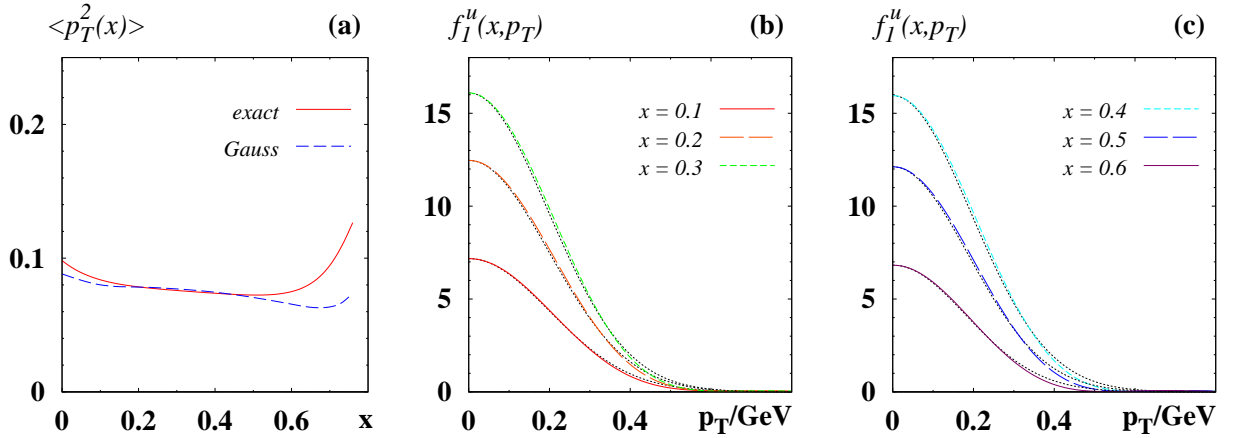 <p_T^2(x)> (a)
exact
Gauss
0.2
0.1
0
0 0.2 0.4 0.6 x
f_1^u(x,p_T) (b)
x = 0.1
x = 0.2
x = 0.3
15
10
5
0
0 0.2 0.4 p_T/GeV
f_1^u(x,p_T) (c)
x = 0.4
x = 0.5
x = 0.6
15
10
5
0
0 0.2 0.4 p_T/GeV